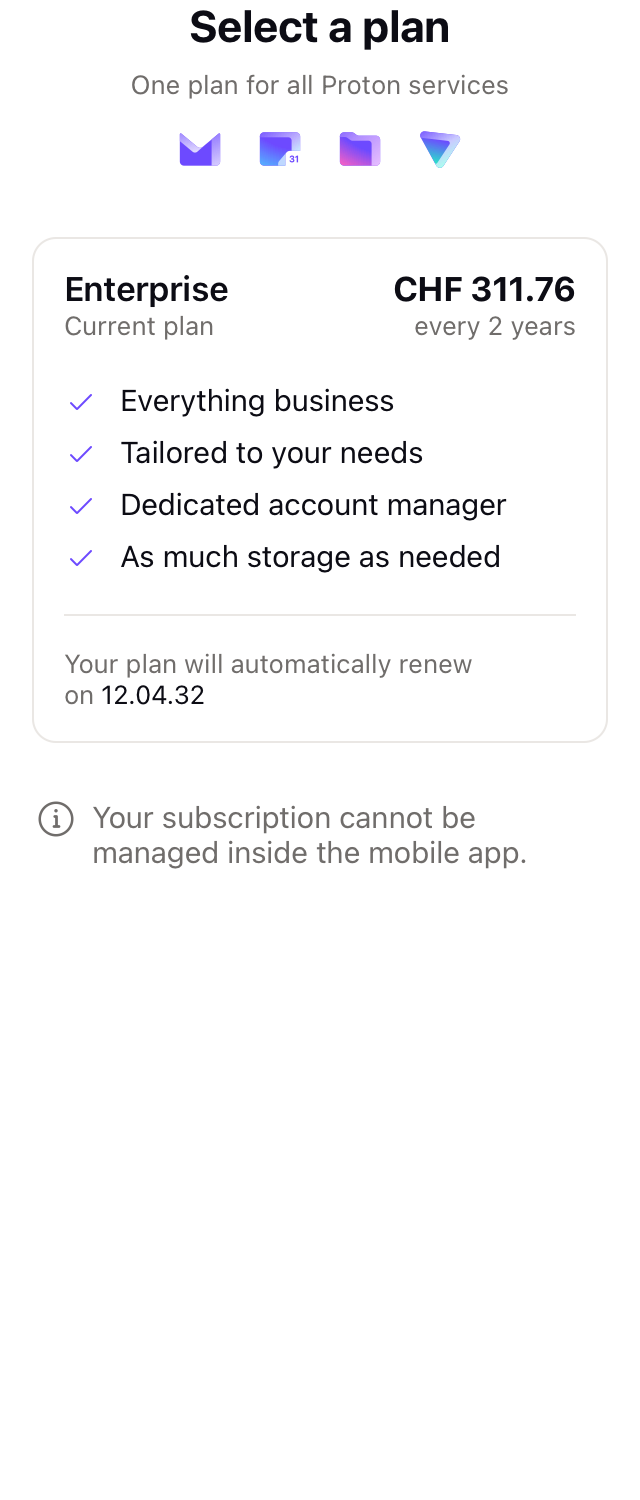 Select a plan
One plan for all Proton services
31
Enterprise
CHF 311.76
Current plan
every 2 years
Everything business
Tailored to your needs
Dedicated account manager
As much storage as needed
Your plan will automatically renew
on 12.04.32
Your subscription cannot be
managed inside the mobile app.